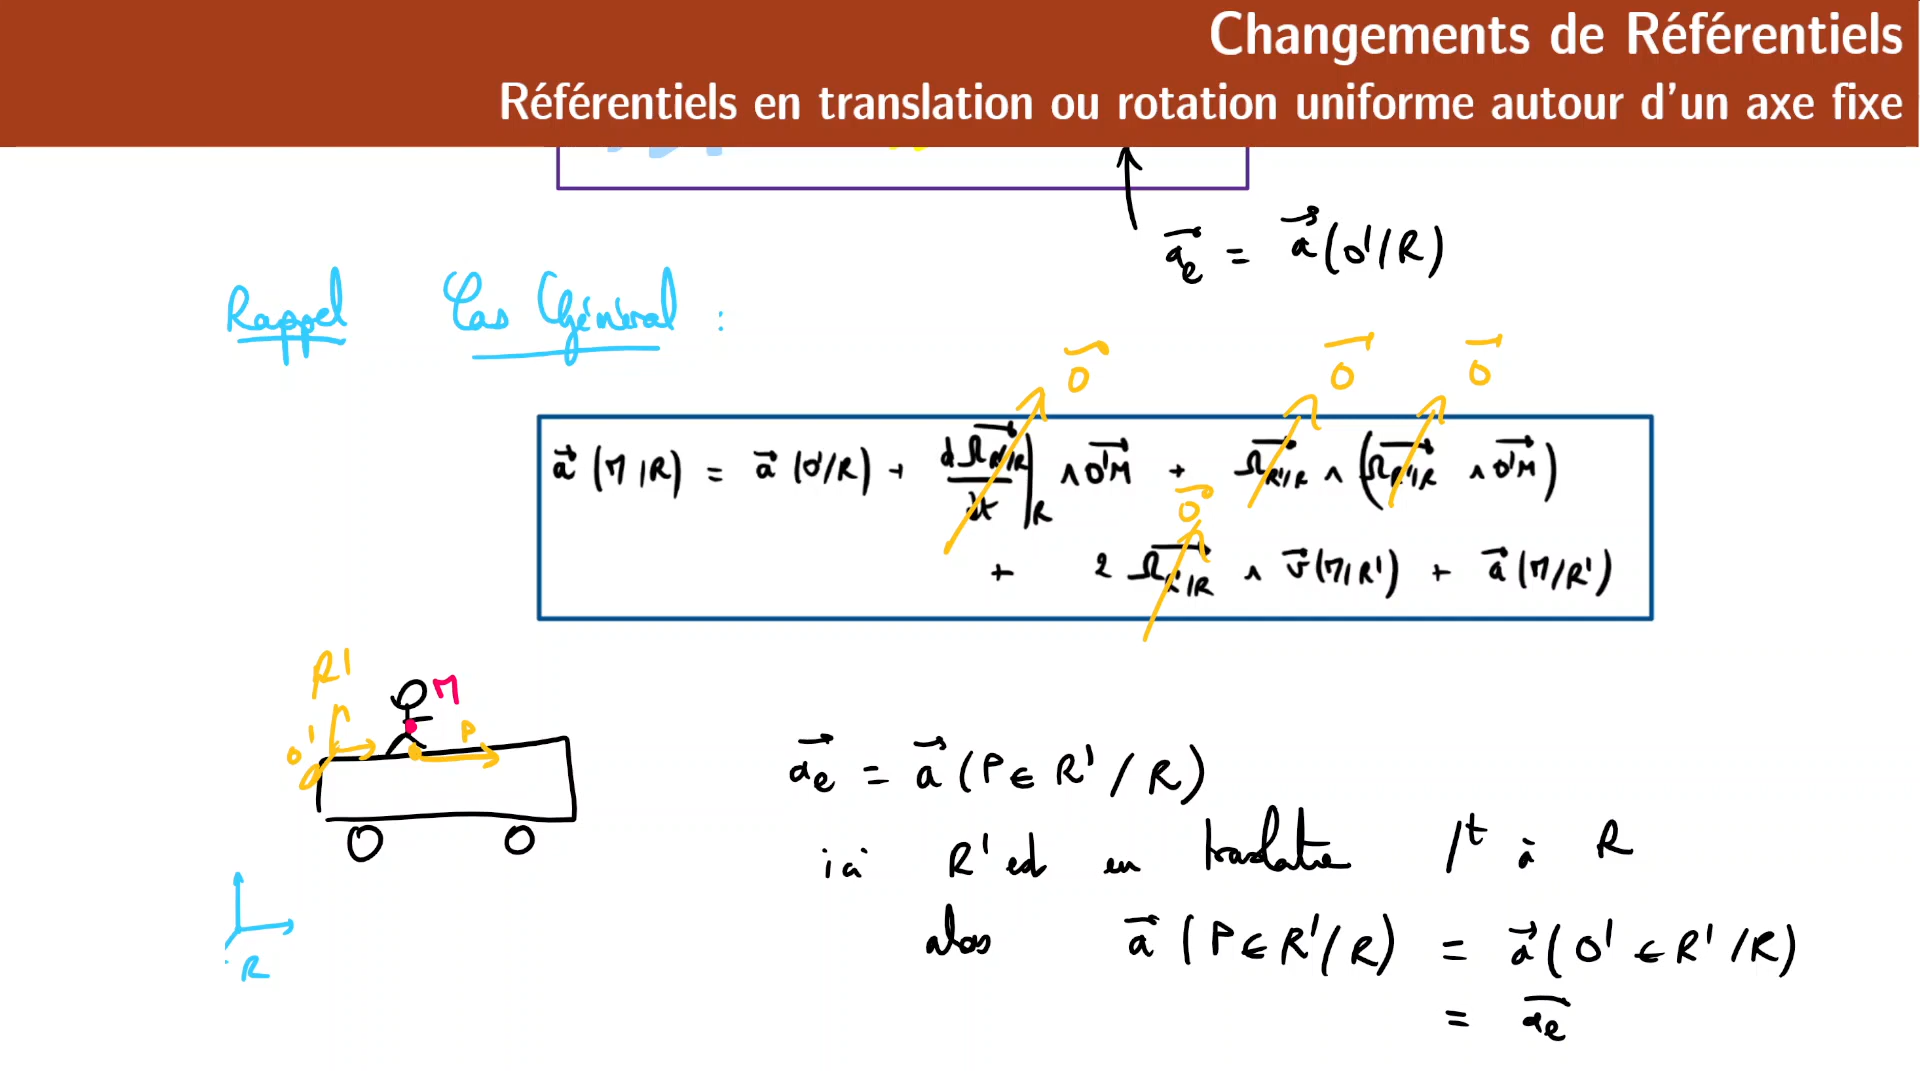 Changements de Référentiels
Référentiels en translation ou rotation uniforme autour d'un axe fixe
a⃗e = a⃗(O'/R)
Rappel Cas Général :
0⃗ 0⃗ 0⃗
a⃗ (M/R) = a⃗ (O'/R) + dΩ⃗R'/R/dt |R ∧ O'M⃗ + Ω⃗R'/R ∧ (Ω⃗R'/R ∧ O'M⃗)
0⃗
+ 2 Ω⃗R'/R ∧ v⃗(M/R') + a⃗ (M/R')
R'
M
O' P
a⃗e = a⃗ (P ∈ R' / R)
ici R' est en translation /t à R
alors a⃗ (P ∈ R'/R) = a⃗ (O' ∈ R'/R)
= a⃗e
R